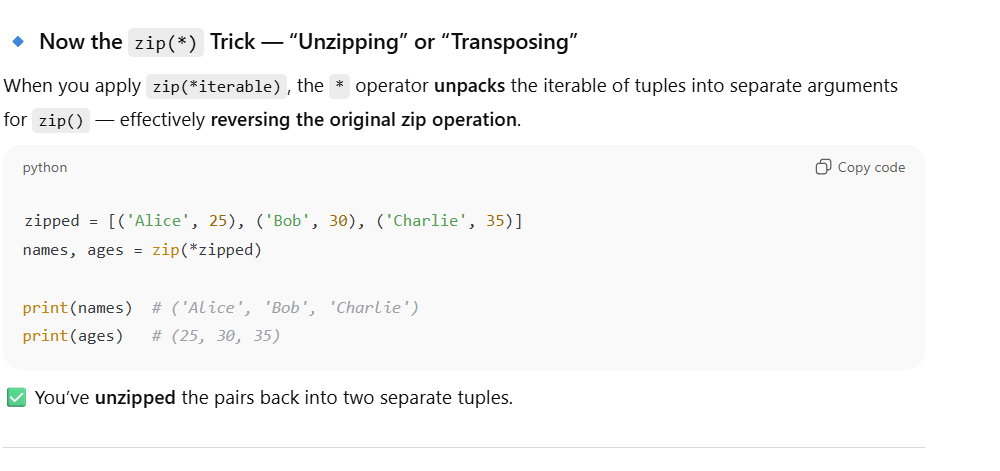 Now the zip(*) Trick — “Unzipping” or “Transposing”
When you apply zip(*iterable), the * operator unpacks the iterable of tuples into separate arguments
for zip() — effectively reversing the original zip operation.
python
Copy code
zipped = [('Alice', 25), ('Bob', 30), ('Charlie', 35)]
names, ages = zip(*zipped)
print(names)  # ('Alice', 'Bob', 'Charlie')
print(ages)   # (25, 30, 35)
You’ve unzipped the pairs back into two separate tuples.